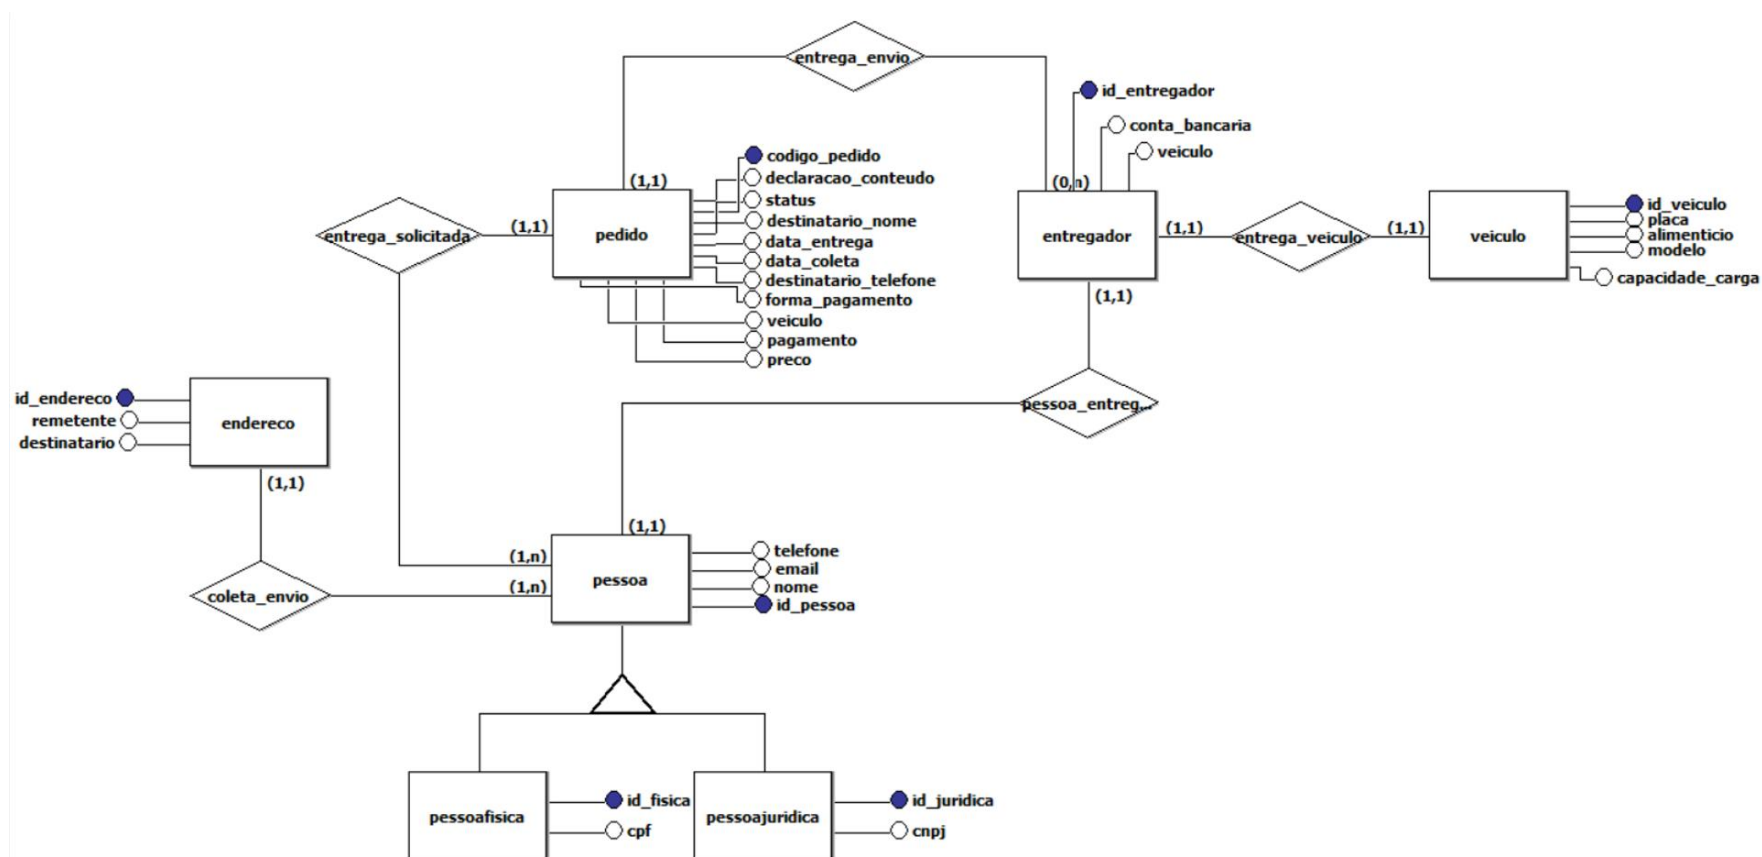 entrega_envio
id_entregador
conta_bancaria
veiculo
codigo_pedido
declaracao_conteudo
status
destinatario_nome
data_entrega
data_coleta
destinatario_telefone
forma_pagamento
veiculo
pagamento
preco
(1,1)
pedido
(1,1)
entrega_solicitada
(0,n)
entregador
(1,1)
entrega_veiculo
(1,1)
veiculo
id_veiculo
placa
alimenticio
modelo
capacidade_carga
(1,1)
pessoa_entreg...
id_endereco
remetente
destinatario
endereco
(1,1)
(1,1)
(1,n)
(1,n)
coleta_envio
pessoa
telefone
email
nome
id_pessoa
pessoafisica
id_fisica
cpf
pessoajuridica
id_juridica
cnpj